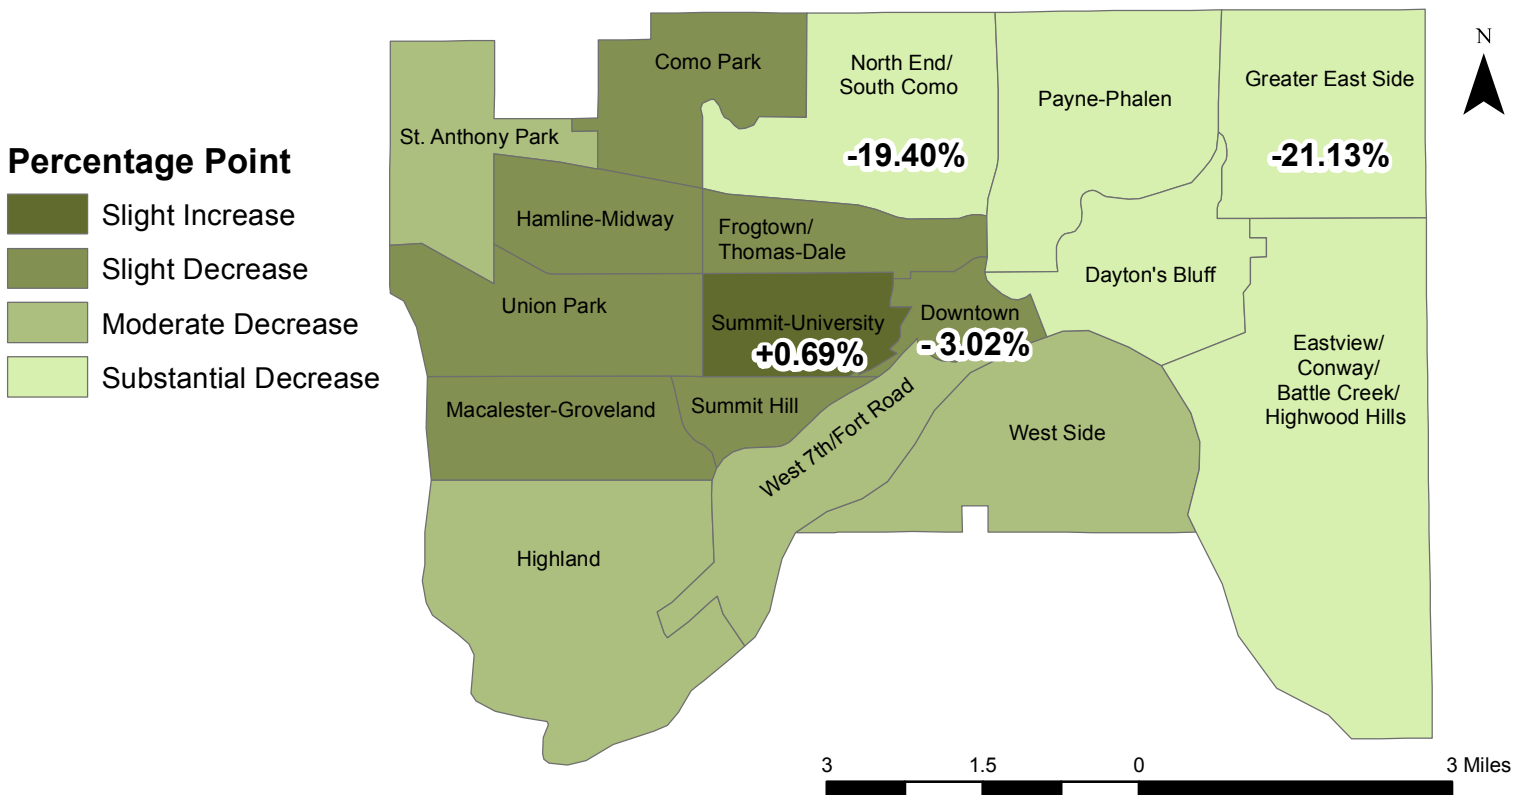 Percentage Point
Slight Increase
Slight Decrease
Moderate Decrease
Substantial Decrease
N
Como Park
North End/
South Como
-19.40%
Payne-Phalen
Greater East Side
-21.13%
St. Anthony Park
Hamline-Midway
Frogtown/
Thomas-Dale
Dayton's Bluff
Union Park
Summit-University
+0.69%
Downtown
- 3.02%
Eastview/
Conway/
Battle Creek/
Highwood Hills
Macalester-Groveland
Summit Hill
West 7th/Fort Road
West Side
Highland
3 1.5 0 3 Miles